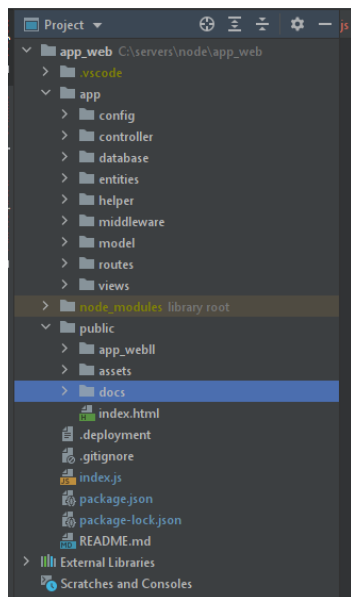 Project
js
app_web C:\servers\node\app_web
.vscode
app
config
controller
database
entities
helper
middleware
model
routes
views
node_modules library root
public
app_webll
assets
docs
index.html
.deployment
.gitignore
index.js
package.json
package-lock.json
README.md
External Libraries
Scratches and Consoles